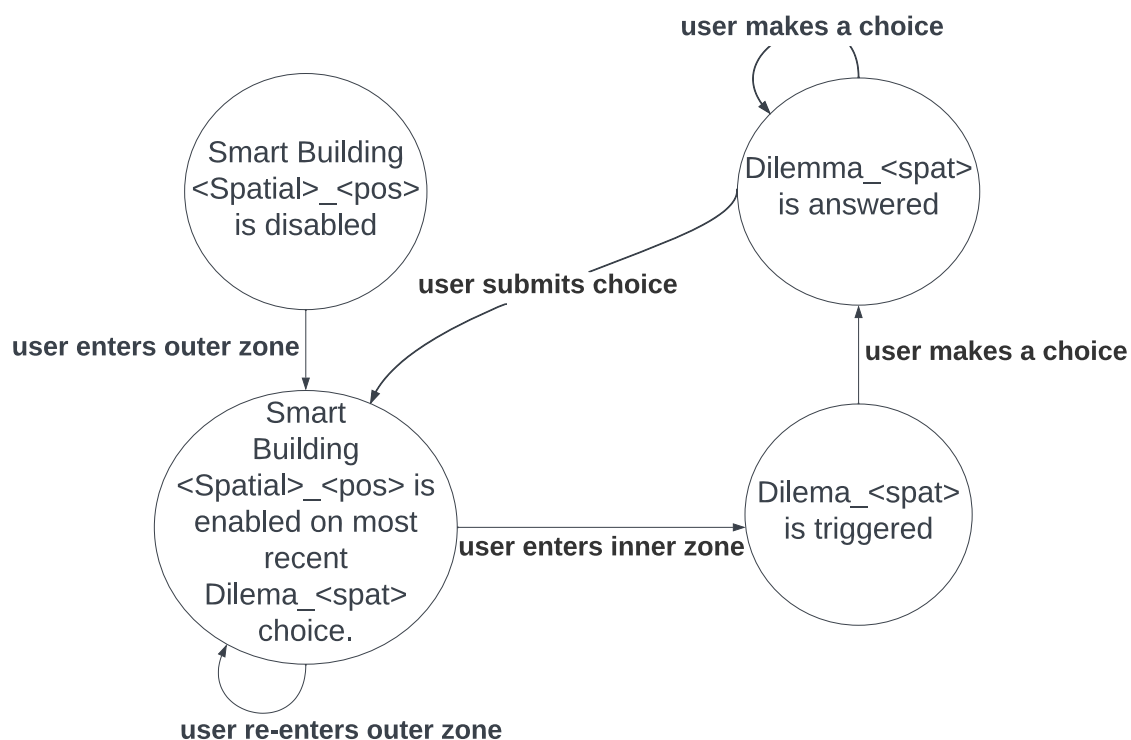 user makes a choice
Smart Building
<Spatial>_<pos>
is disabled
Dilemma_<spat>
is answered
user submits choice
user enters outer zone
user makes a choice
Smart
Building
<Spatial>_<pos> is
enabled on most
recent
Dilema_<spat>
choice.
user enters inner zone
Dilema_<spat>
is triggered
user re-enters outer zone